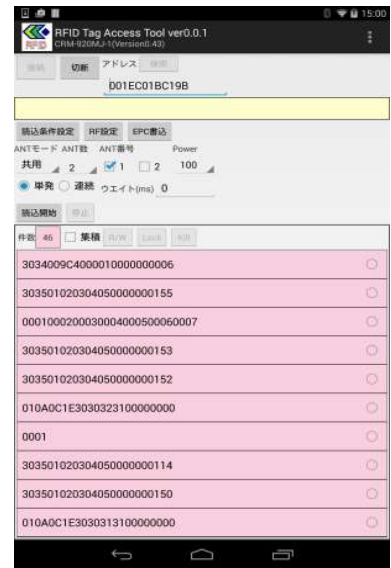 15:00
RFID Tag Access Tool ver0.0.1
RFID
CRM-920MJ-1(Version0.43)
接続 切断 アドレス 検索
001EC01BC19B
読込条件設定 RF設定 EPC書込
ANTモード ANT数 ANT番号 Power
共用 2 1 2 100
単発 連続 ウエイト(ms) 0
読込開始 停止
件数 46 集積 R/W Lock Kill
3034009C4000010000000006
303501020304050000000155
0001000200030004000500060007
303501020304050000000153
303501020304050000000152
010A0C1E3030323100000000
0001
303501020304050000000114
303501020304050000000150
010A0C1E3030313100000000